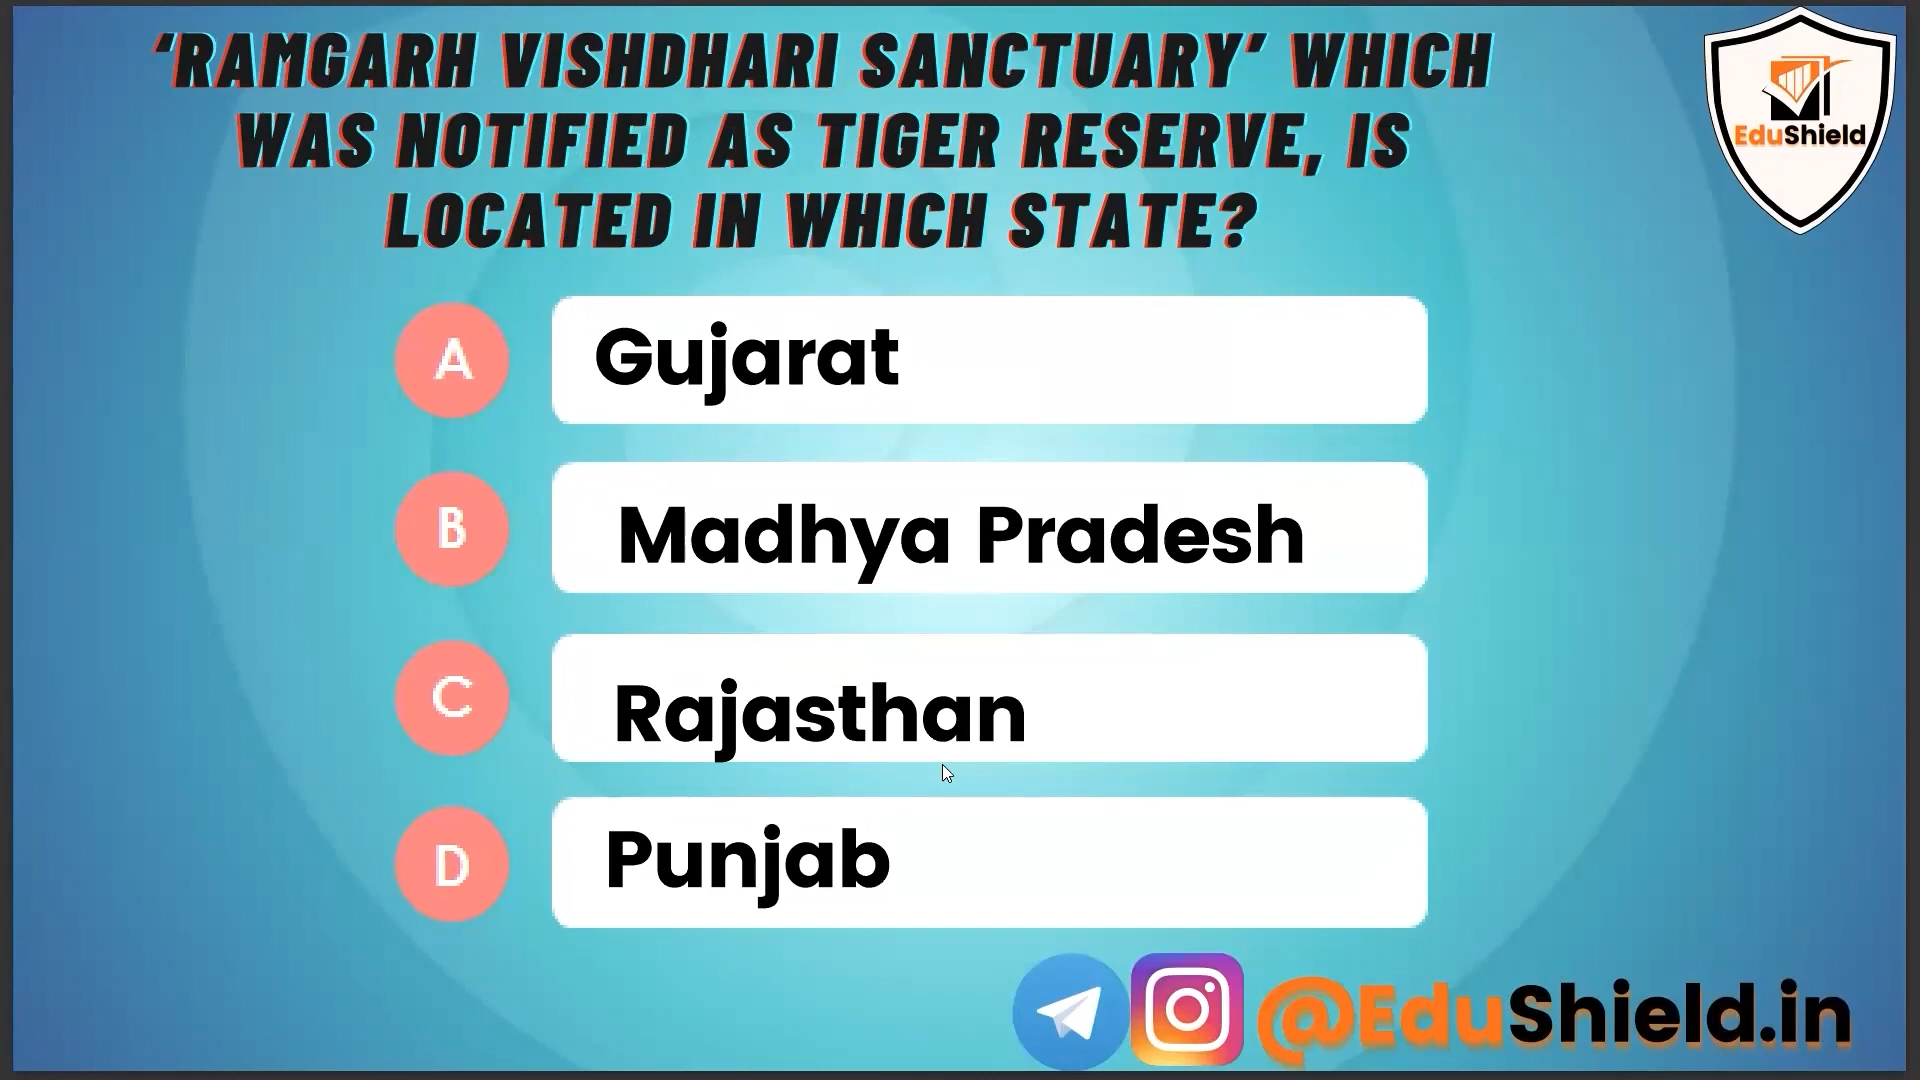 ‘RAMGARH VISHDHARI SANCTUARY’ WHICH
WAS NOTIFIED AS TIGER RESERVE, IS
LOCATED IN WHICH STATE?
EduShield
A
Gujarat
B
Madhya Pradesh
C
Rajasthan
D
Punjab
@EduShield.in